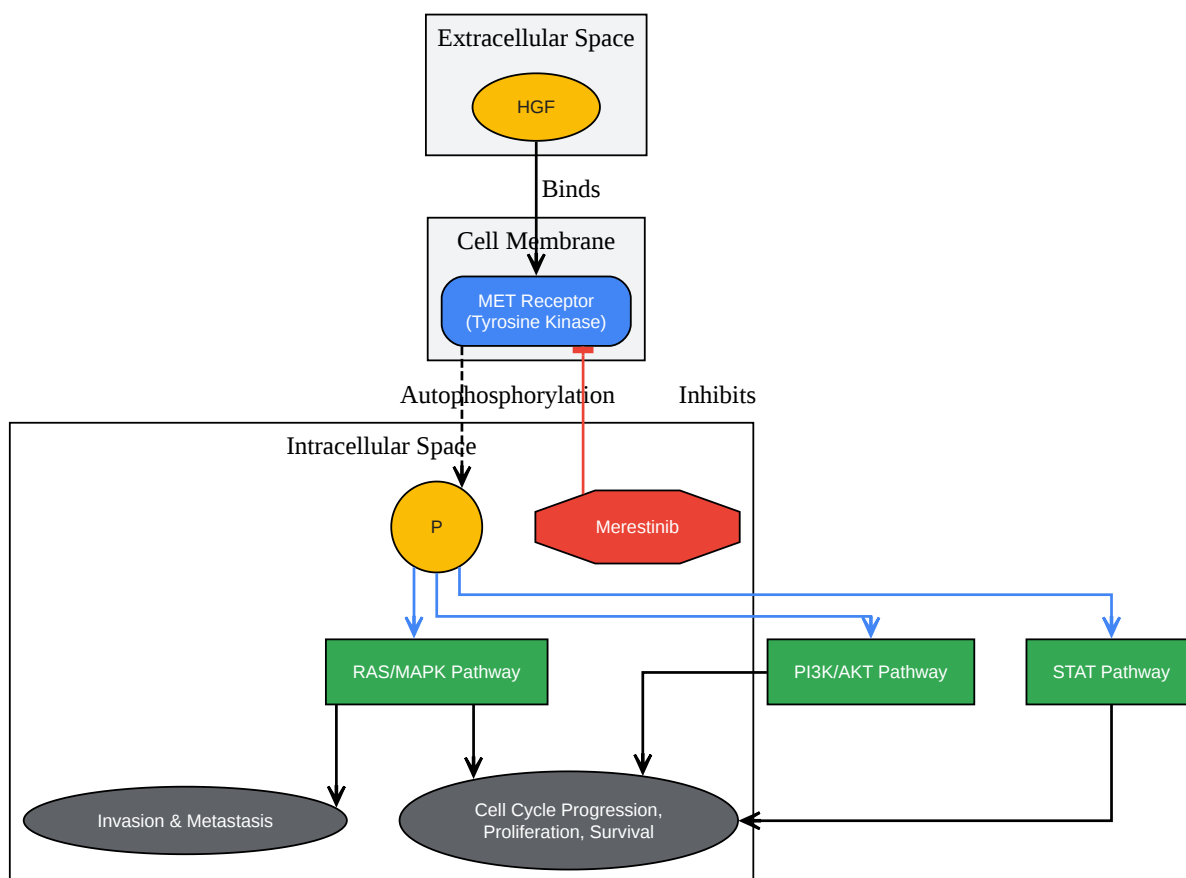 Extracellular Space
HGF
Binds
Cell Membrane
MET Receptor
(Tyrosine Kinase)
Autophosphorylation
Inhibits
Intracellular Space
P
Merestinib
RAS/MAPK Pathway
PI3K/AKT Pathway
STAT Pathway
Invasion & Metastasis
Cell Cycle Progression,
Proliferation, Survival